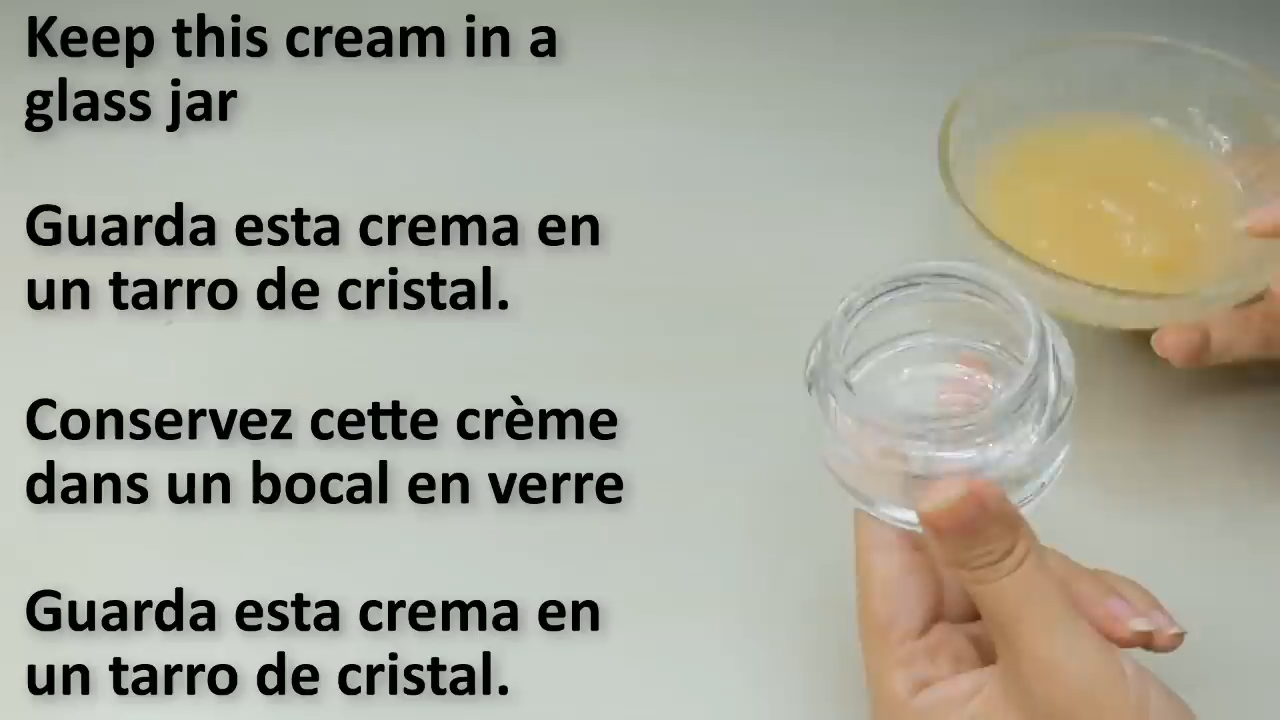 Keep this cream in a
glass jar
Guarda esta crema en
un tarro de cristal.
Conservez cette crème
dans un bocal en verre
Guarda esta crema en
un tarro de cristal.